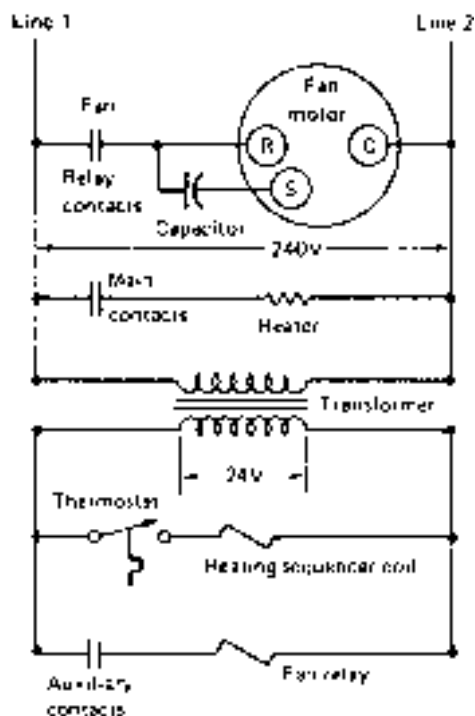 Line 1
Line 2
Fan
Fan
motor
R
C
S
Relay
contacts
Capacitor
240V
Main
contacts
Heater
Transformer
24V
Thermostat
Heating sequencer coil
Fan relay
Auxiliary
contacts